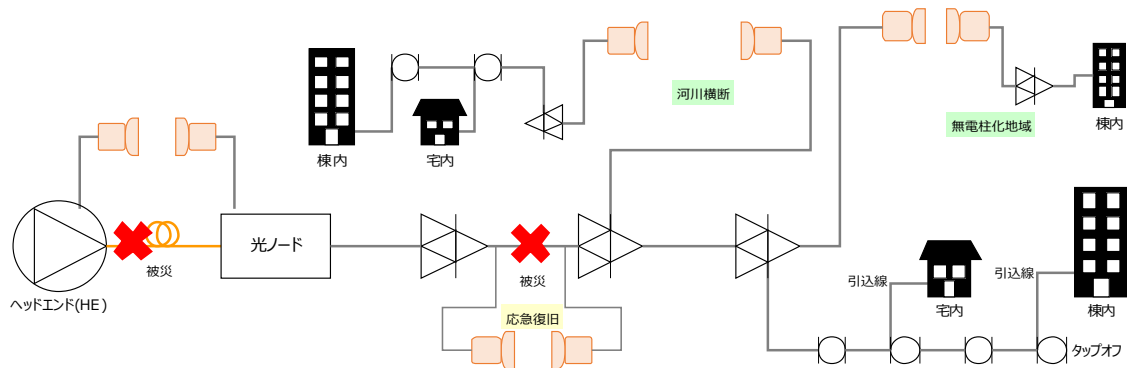 河川横断
無電柱化地域
棟内
宅内
棟内
光ノード
被災
ヘッドエンド(HE)
被災
応急復旧
引込線
宅内
引込線
棟内
タップオフ